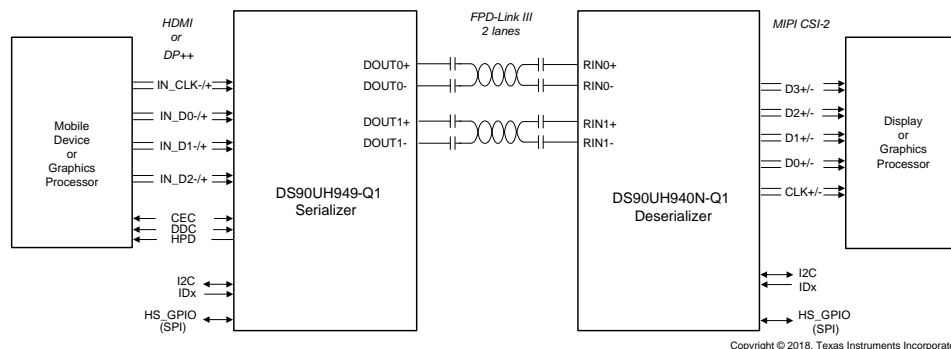 HDMI
or
DP++
FPD-Link III
2 lanes
MIPI CSI-2
Mobile
Device
or
Graphics
Processor
IN_CLK-/+
IN_D0-/+
IN_D1-/+
IN_D2-/+
CEC
DDC
HPD
I2C
IDx
HS_GPIO
(SPI)
DOUT0+
DOUT0-
DOUT1+
DOUT1-
DS90UH949-Q1
Serializer
RIN0+
RIN0-
RIN1+
RIN1-
DS90UH940N-Q1
Deserializer
D3+/-
D2+/-
D1+/-
D0+/-
CLK+/-
I2C
IDx
HS_GPIO
(SPI)
Display
or
Graphics
Processor
Copyright © 2018, Texas Instruments Incorporate